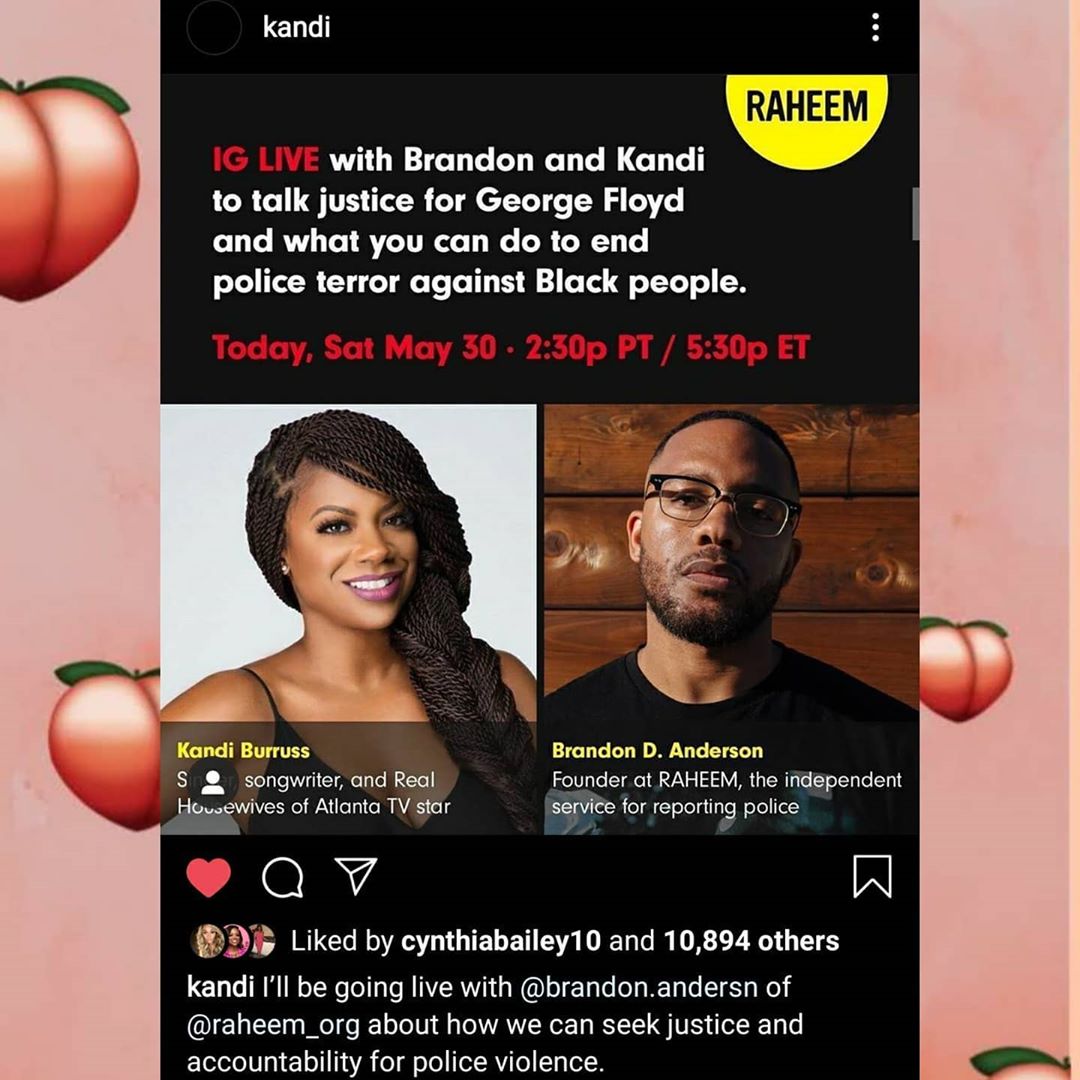 kandi
RAHEEM
IG LIVE with Brandon and Kandi
to talk justice for George Floyd
and what you can do to end
police terror against Black people.
Today, Sat May 30 · 2:30p PT / 5:30p ET
Kandi Burruss
songwriter, and Real
Housewives of Atlanta TV star
Brandon D. Anderson
Founder at RAHEEM, the independent
service for reporting police
Liked by cynthiabailey10 and 10,894 others
kandi I'll be going live with @brandon.andersn of
@raheem_org about how we can seek justice and
accountability for police violence.